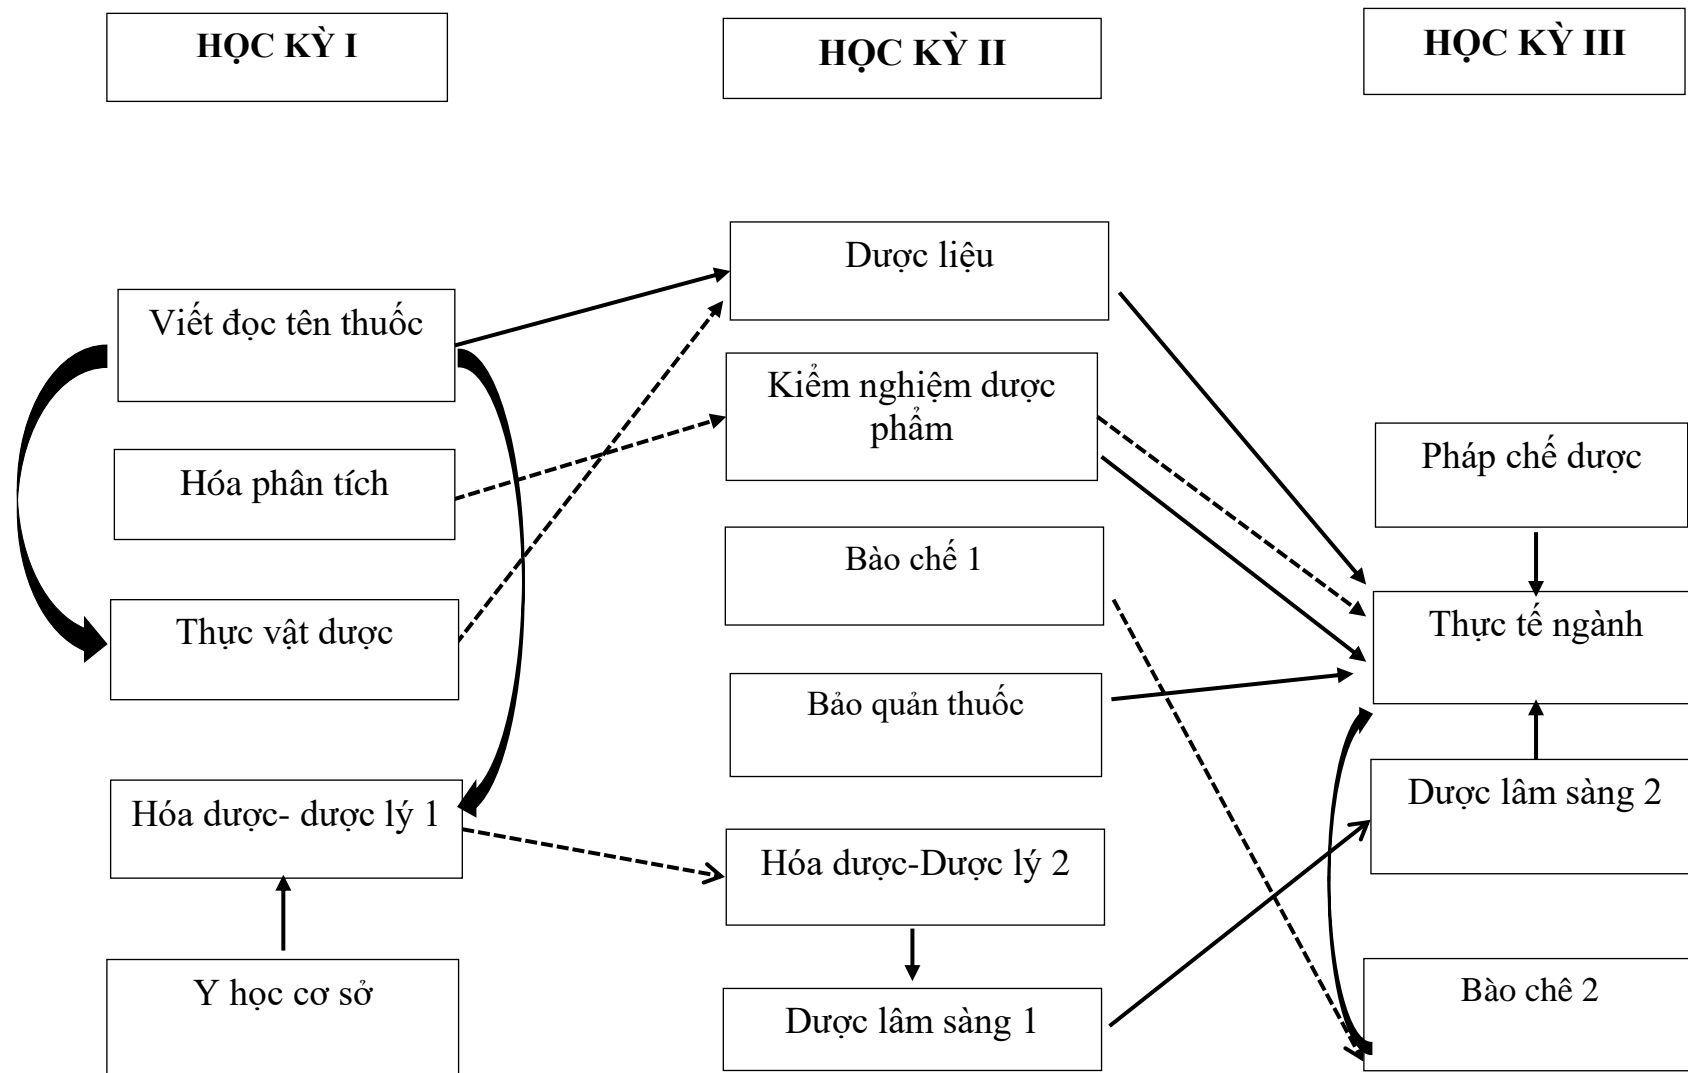 HỌC KỲ I
HỌC KỲ II
HỌC KỲ III
Viết đọc tên thuốc
Hóa phân tích
Thực vật dược
Hóa dược- dược lý 1
Y học cơ sở
Dược liệu
Kiểm nghiệm dược
phẩm
Bào chế 1
Bảo quản thuốc
Hóa dược-Dược lý 2
Dược lâm sàng 1
Pháp chế dược
Thực tế ngành
Dược lâm sàng 2
Bào chê 2